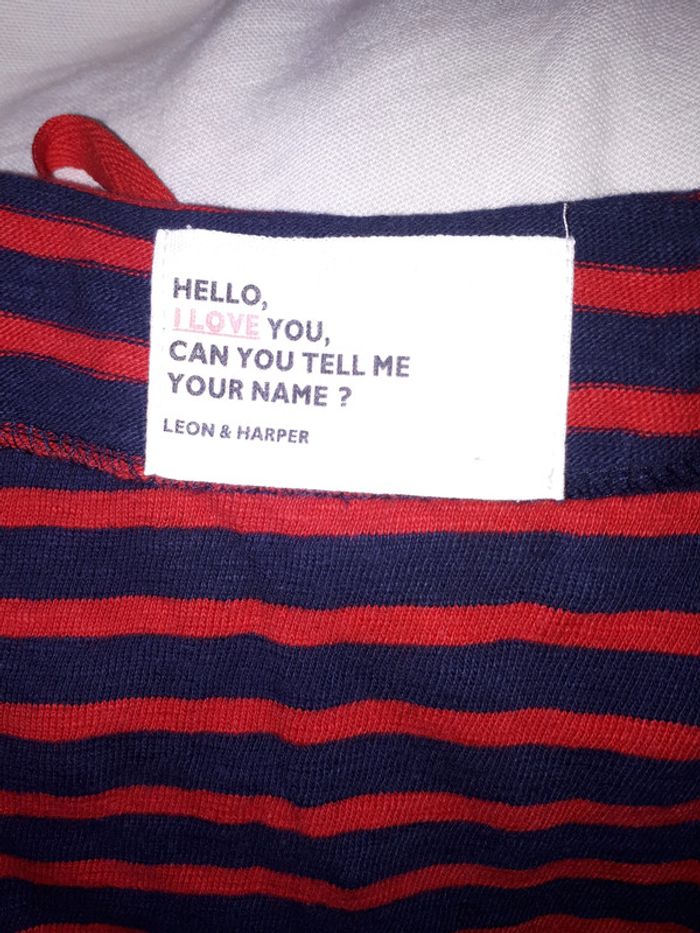 HELLO,
I LOVE YOU,
CAN YOU TELL ME
YOUR NAME ?
LEON & HARPER